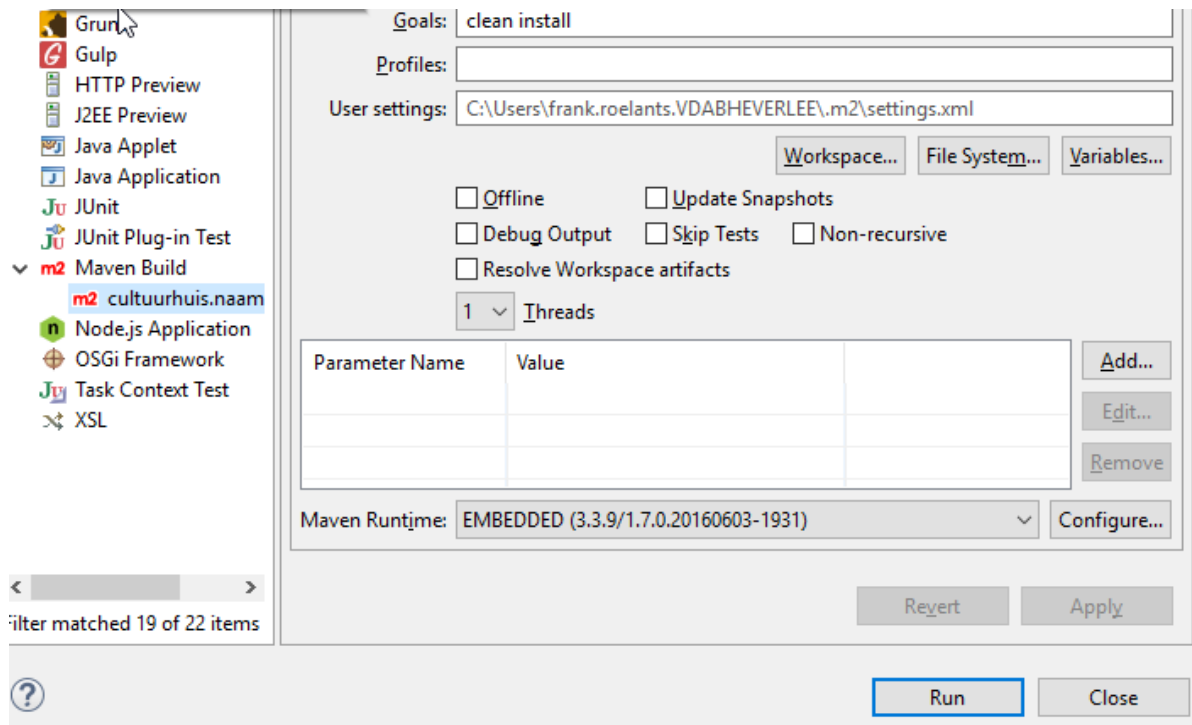 Grun
Gulp
HTTP Preview
J2EE Preview
Java Applet
Java Application
Ju JUnit
JUnit Plug-in Test
m2 Maven Build
m2 cultuurhuis.naam
n Node.js Application
OSGi Framework
Task Context Test
XSL
Filter matched 19 of 22 items
Goals: clean install
Profiles:
User settings: C:\Users\frank.roelants.VDABHEVERLEE\.m2\settings.xml
Workspace... File System... Variables...
Offline Update Snapshots
Debug Output Skip Tests Non-recursive
Resolve Workspace artifacts
1 Threads
Parameter Name Value
Add...
Edit...
Remove
Maven Runtime: EMBEDDED (3.3.9/1.7.0.20160603-1931) Configure...
Revert Apply
? Run Close